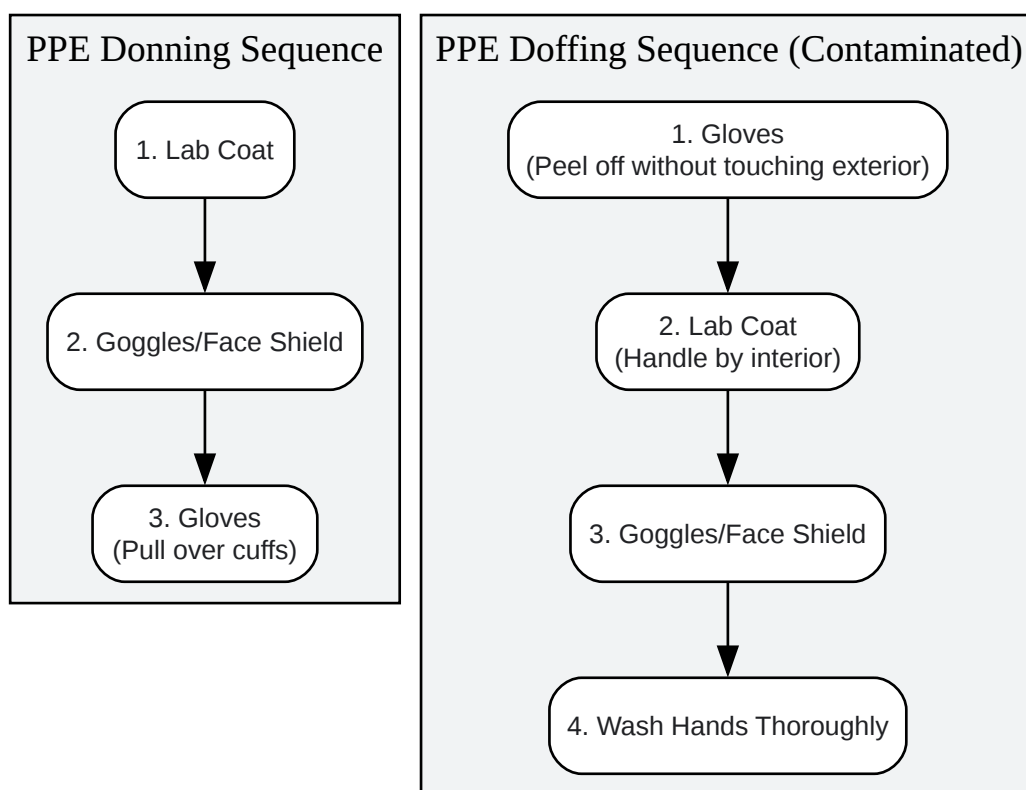 PPE Donning Sequence
1. Lab Coat
2. Goggles/Face Shield
3. Gloves
(Pull over cuffs)
PPE Doffing Sequence (Contaminated)
1. Gloves
(Peel off without touching exterior)
2. Lab Coat
(Handle by interior)
3. Goggles/Face Shield
4. Wash Hands Thoroughly